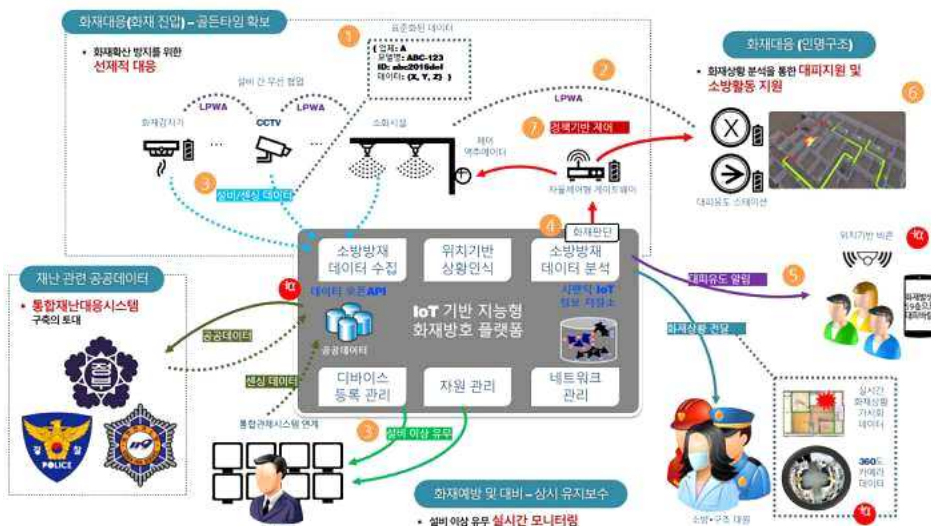 화재대응(화재 진압) – 골든타임 확보
화재확산 방지를 위한
선제적 대응
1
표준화된 데이터
{ 업체: A
모델명: ABC-123
ID: abc2016dol
데이터: {X, Y, Z} }
설비 간 무선 협업
LPWA
LPWA
화재감지기
CCTV
소화시설
제어
액추에이터
2
LPWA
7
정책기반 제어
자율제어형 게이트웨이
3
설비/센싱 데이터
4
화재판단
화재대응 (인명구조)
화재상황 분석을 통한 대피지원 및
소방활동 지원
6
X
대피유도 스테이션
소방방재
데이터 수집
위치기반
상황인식
소방방재
데이터 분석
데이터 오픈API
공공데이터
IoT 기반 지능형
화재방호 플랫폼
시맨틱 IoT
정보 저장소
디바이스
등록 관리
자원 관리
네트워크
관리
재난 관련 공공데이터
통합재난대응시스템
구축의 토대
정부
경찰
POLICE
119
+α
공공데이터
센싱 데이터
통합관제시스템 연계
3
설비 이상 유무
화재예방 및 대비 – 상시 유지보수
설비 이상 유무 실시간 모니터링
대피유도 알림
5
위치기반 비콘
+α
화재상황 전달
소방•구조 대원
실시간
화재상황
가시화
데이터
360도
카메라
데이터
+α